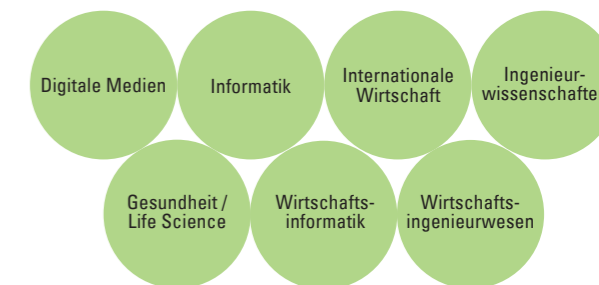 Digitale Medien
Informatik
Internationale
Wirtschaft
Ingenieur-
wissenschafte
Gesundheit /
Life Science
Wirtschafts-
informatik
Wirtschafts-
ingenieurwesen